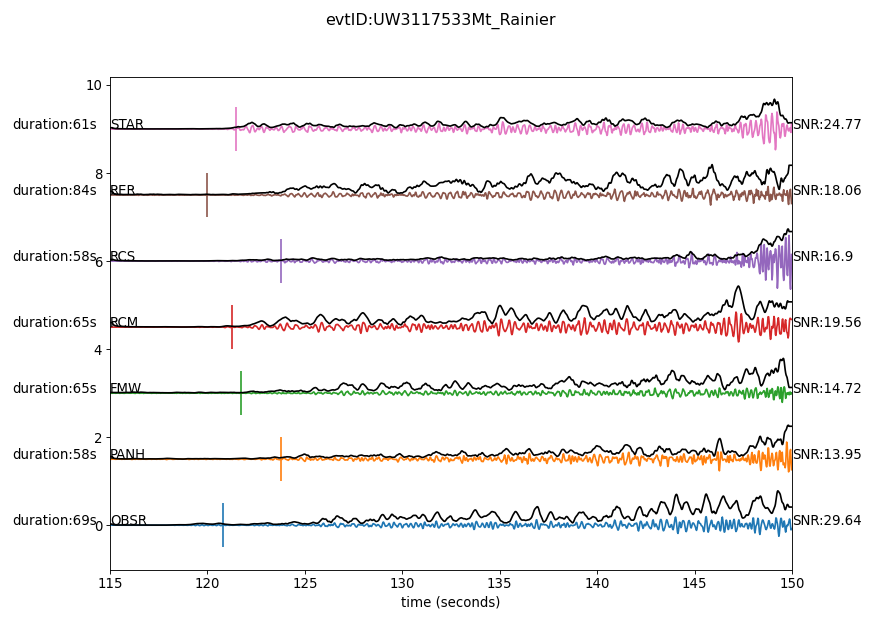 evtID:UW3117533Mt_Rainier
10
duration:61s STAR SNR:24.77
8
duration:84s RER SNR:18.06
duration:58s RCS SNR:16.9
6
duration:65s RCM SNR:19.56
4
duration:65s FMW SNR:14.72
2
duration:58s PANH SNR:13.95
duration:69s OBSR SNR:29.64
0
115 120 125 130 135 140 145 150
time (seconds)